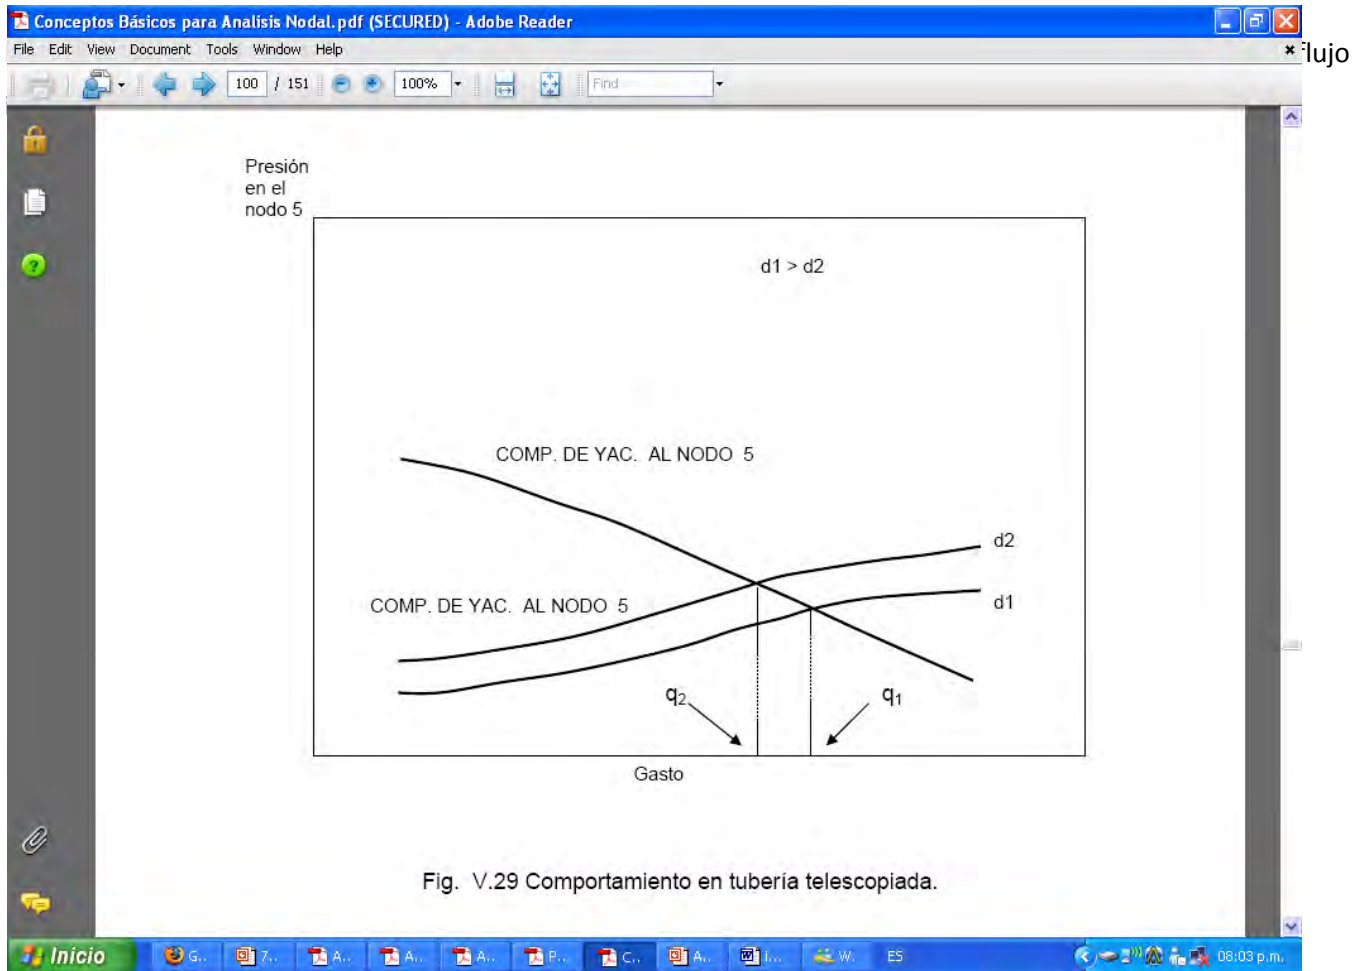 Conceptos Básicos para Analisis Nodal.pdf (SECURED) - Adobe Reader
File Edit View Document Tools Window Help
flujo
100 / 151 100% Find
Presión
en el
nodo 5
d1 > d2
COMP. DE YAC. AL NODO 5
d2
COMP. DE YAC. AL NODO 5
d1
q2
q1
Gasto
Fig. V.29 Comportamiento en tubería telescopiada.
Inicio G.. 7.. A.. A.. A.. P.. C.. A.. I... W. ES 08:03 p.m.